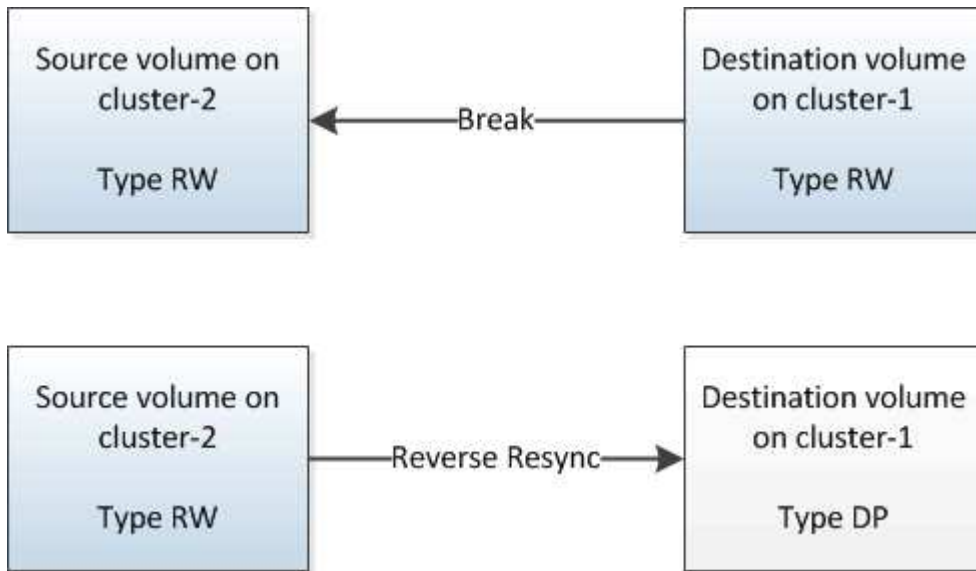 Source volume on
cluster-2
Type RW
Break
Destination volume
on cluster-1
Type RW
Source volume on
cluster-2
Type RW
Reverse Resync
Destination volume
on cluster-1
Type DP